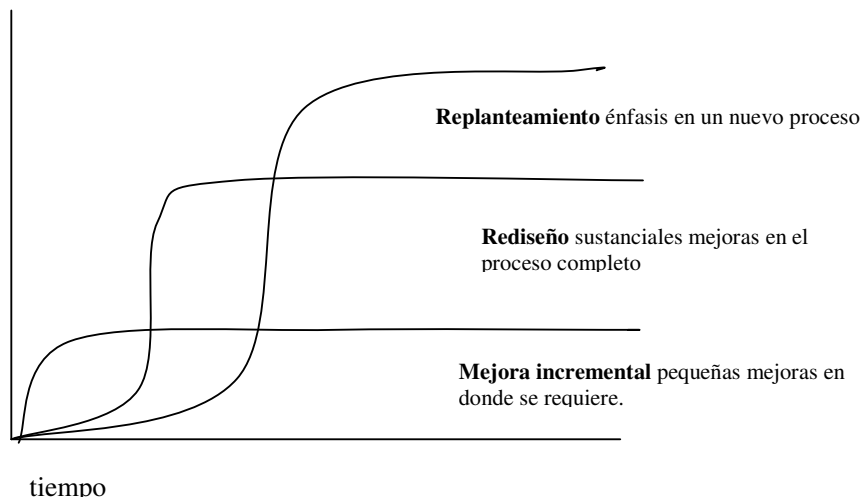 Replanteamiento énfasis en un nuevo proceso
Rediseño sustanciales mejoras en el
proceso completo
Mejora incremental pequeñas mejoras en
donde se requiere.
tiempo